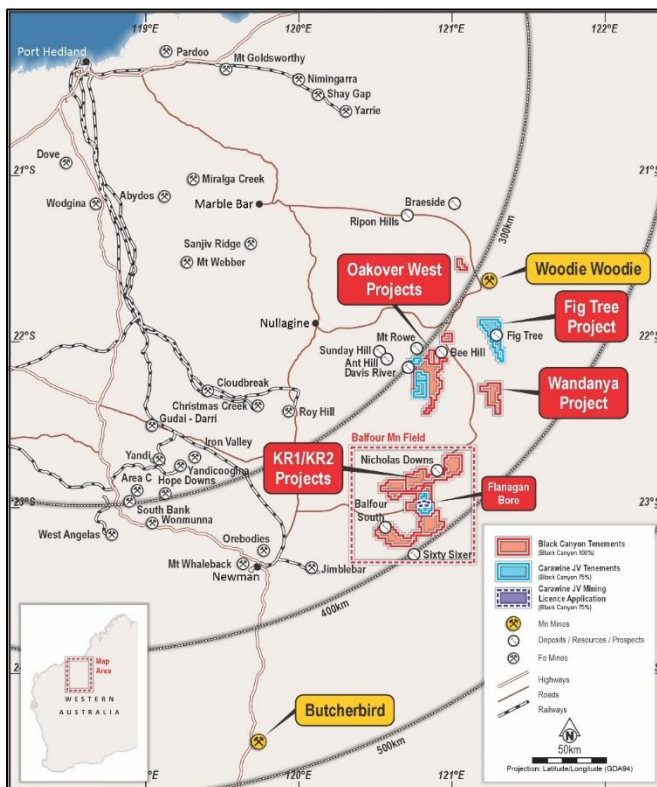 119°E
120°E
121°E
122°E
Port Hedland
Pardoo
Mt Goldsworthy
Nimingarra
Shay Gap
Yarrie
Dove
21°S
Wodgina
Abydos
Miralga Creek
Marble Bar
Braeside
Ripon Hills
300km
Sanjiv Ridge
Mt Webber
Oakover West
Projects
Woodie Woodie
Nullagine
22°S
Fig Tree
Project
Mt Rowe
Fig Tree
Sunday Hill
Ant Hill
Bee Hill
Davis River
Cloudbreak
Christmas Creek
Roy Hill
Wandanya
Project
Gudai - Darri
Iron Valley
Balfour Mn Field
KR1/KR2
Projects
Nicholas Downs
Yandi
Yandicoogina
Area C
Hope Downs
23°S
South Bank
Wonmunna
Flanagan
Bore
Balfour
South
West Angelas
Orebodies
Sixty Sixer
Mt Whaleback
Newman
Jimblebar
400km
24°S
Black Canyon
Tenements
(Black Canyon 100%)
Carawine JV
Tenements
(Black Canyon 75%)
Carawine JV Mining
Licence Application
(Black Canyon 75%)
Mn Mines
Deposits / Resources / Prospects
Fe Mines
Highways
Roads
Railways
N
50km
Projection: Latitude/Longitude (GDA94)
Map
Area
WESTERN
AUSTRALIA
Butcherbird
500km